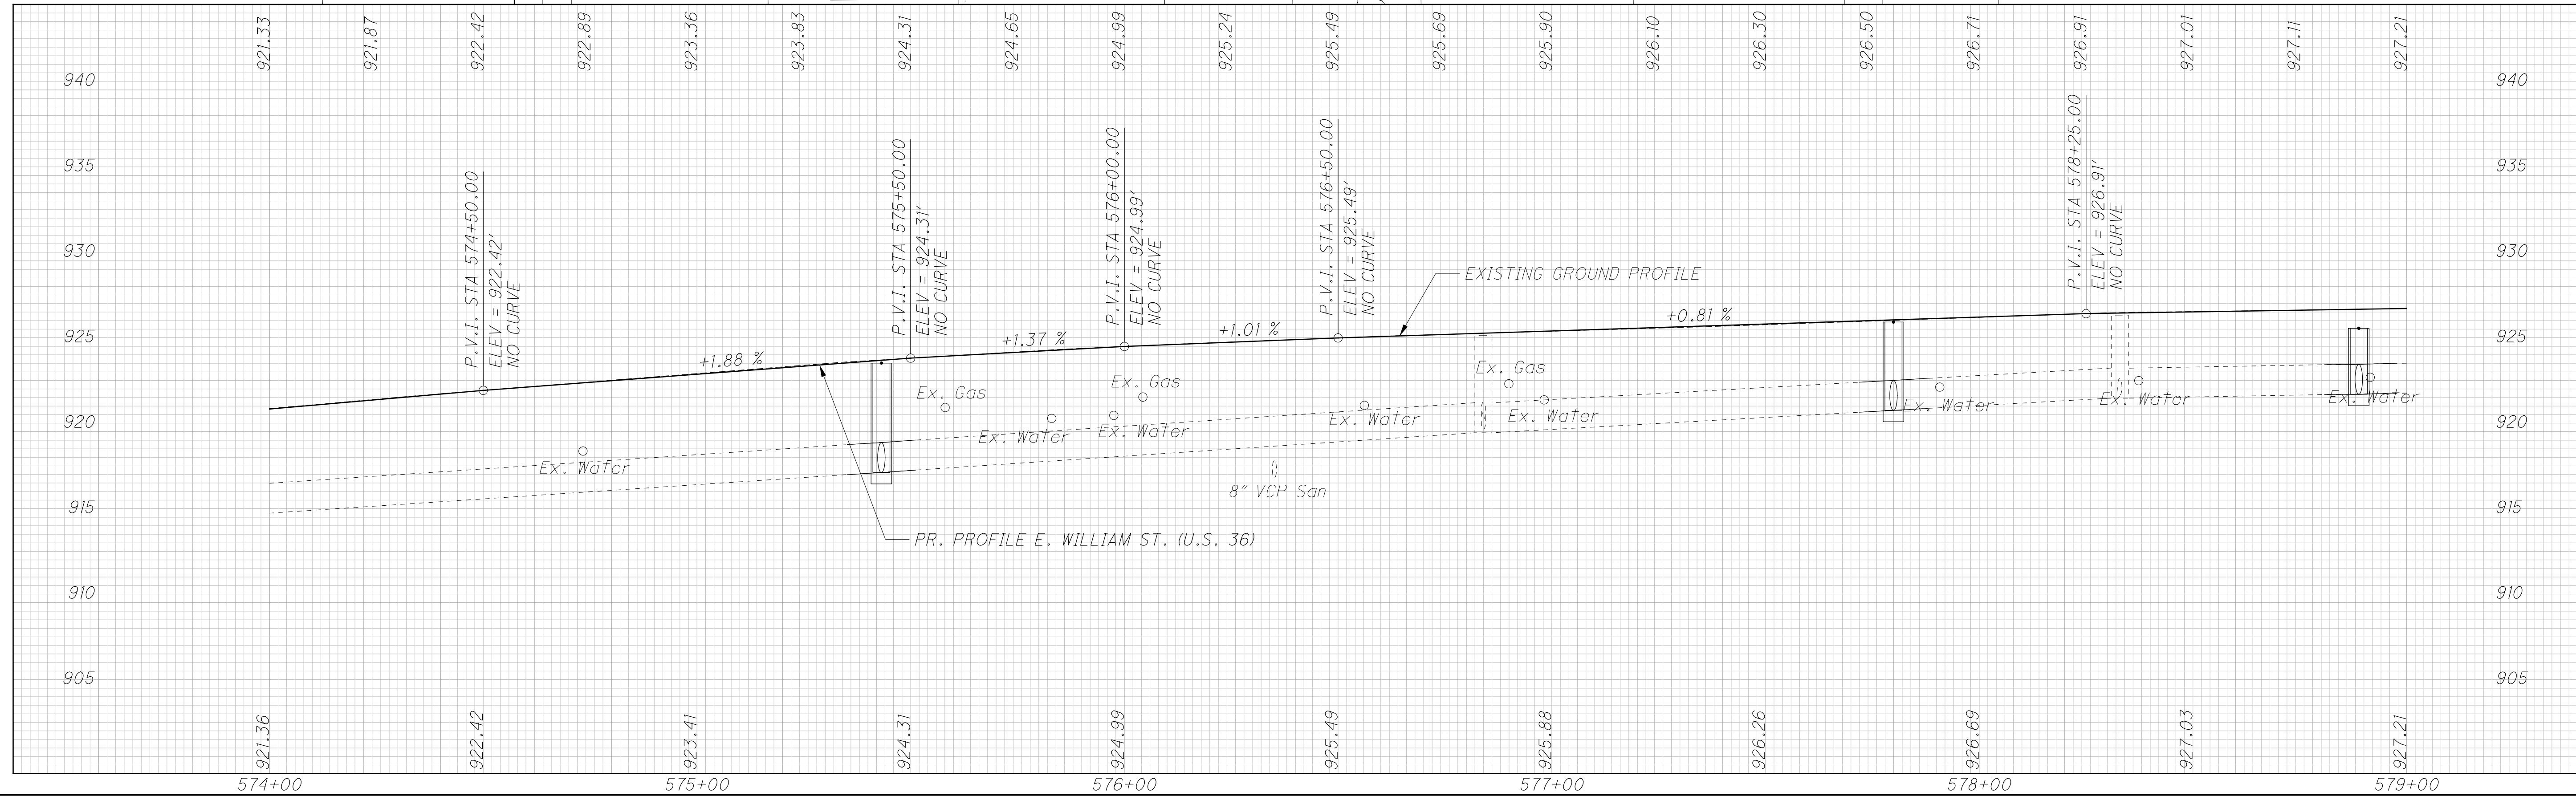 921.33 921.87 922.42 922.89 923.36 923.83 924.31 924.65 924.99 925.24 925.49 925.69 925.90 926.10 926.30 926.50 926.71 926.91 927.01 927.11 927.21
940 940
935 935
930 930
925 925
920 920
915 915
910 910
905 905
P.V.I. STA 574+50.00
ELEV = 922.42'
NO CURVE
P.V.I. STA 575+50.00
ELEV = 924.31'
NO CURVE
P.V.I. STA 576+00.00
ELEV = 924.99'
NO CURVE
P.V.I. STA 576+50.00
ELEV = 925.49'
NO CURVE
P.V.I. STA 578+25.00
ELEV = 926.91'
NO CURVE
EXISTING GROUND PROFILE
+1.88 %
+1.37 %
+1.01 %
+0.81 %
Ex. Gas
Ex. Gas
Ex. Gas
Ex. Water
Ex. Water
Ex. Water
Ex. Water
Ex. Water
Ex. Water
Ex. Water
Ex. Water
8" VCP San
PR. PROFILE E. WILLIAM ST. (U.S. 36)
921.36 922.42 923.41 924.31 924.99 925.49 925.88 926.26 926.69 927.03 927.21
574+00 575+00 576+00 577+00 578+00 579+00